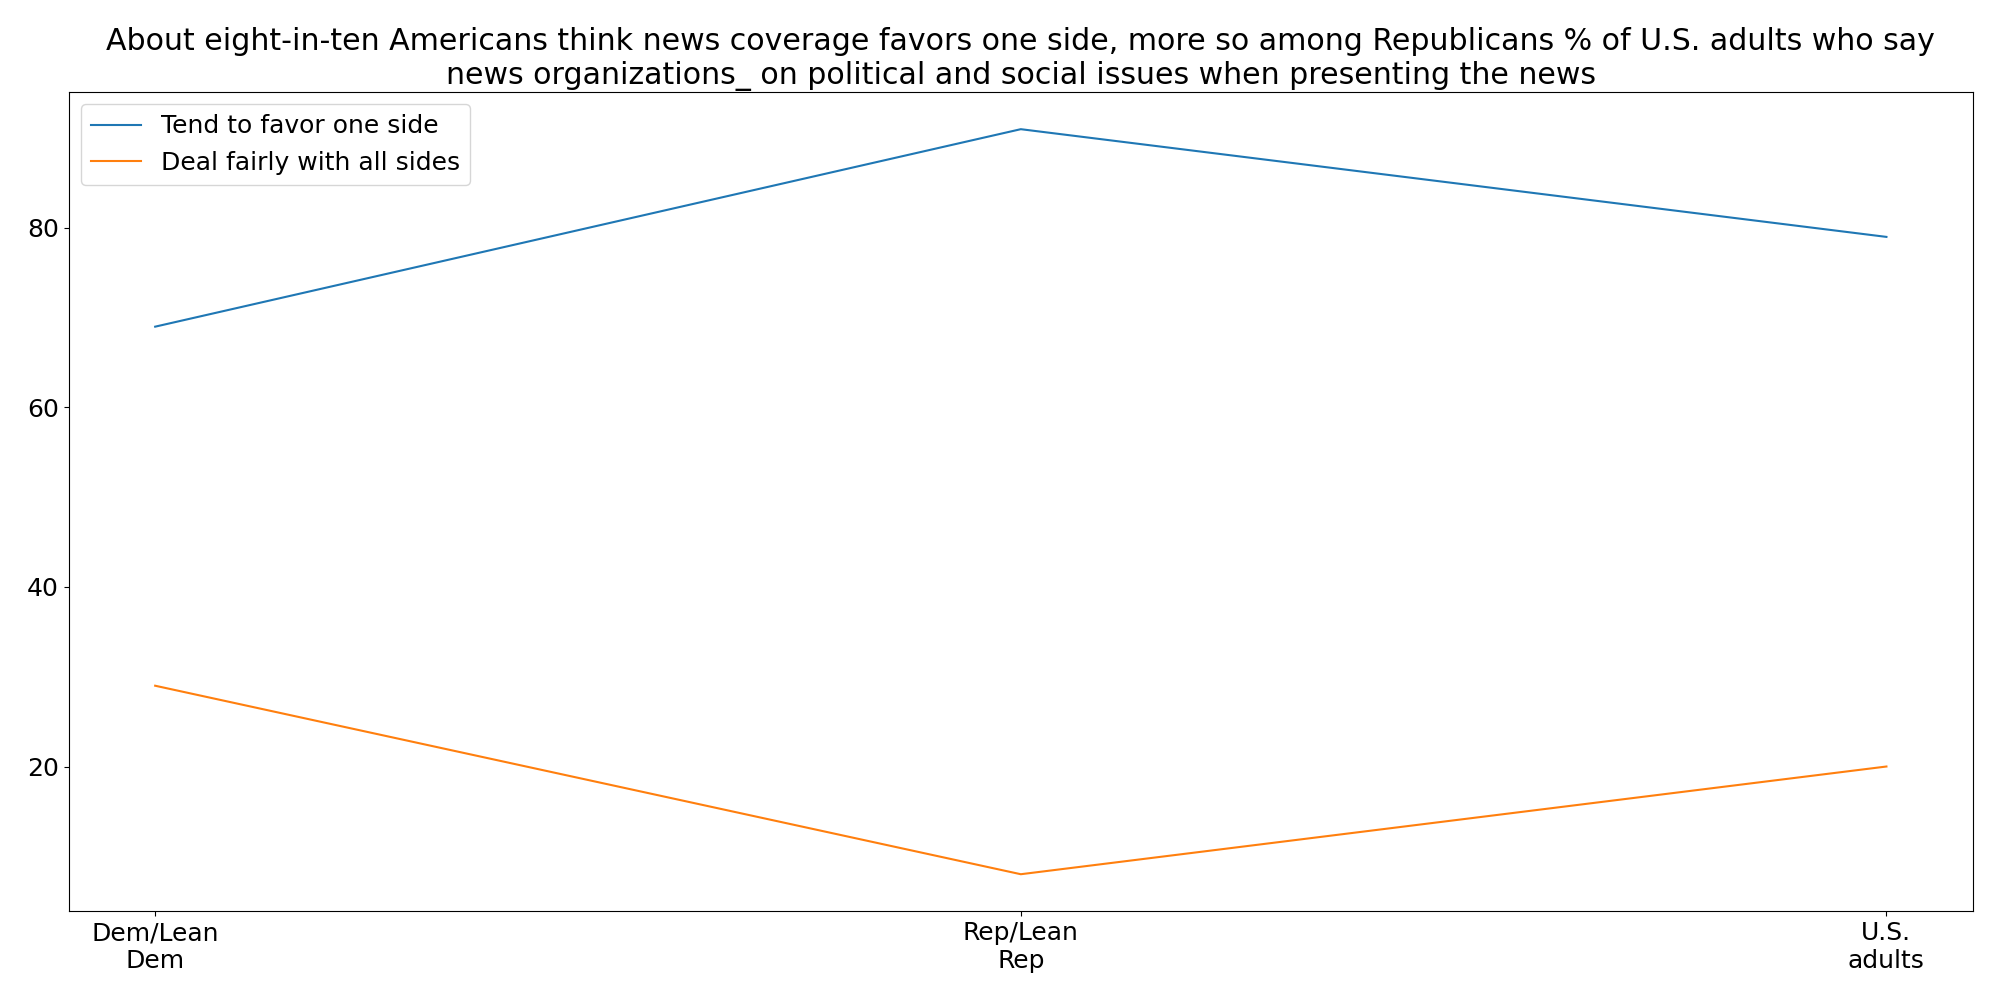 About eight-in-ten Americans think news coverage favors one side, more so among Republicans % of U.S. adults who say
news organizations_ on political and social issues when presenting the news
Tend to favor one side
Deal fairly with all sides
80
60
40
20
Dem/Lean
Dem
Rep/Lean
Rep
U.S.
adults